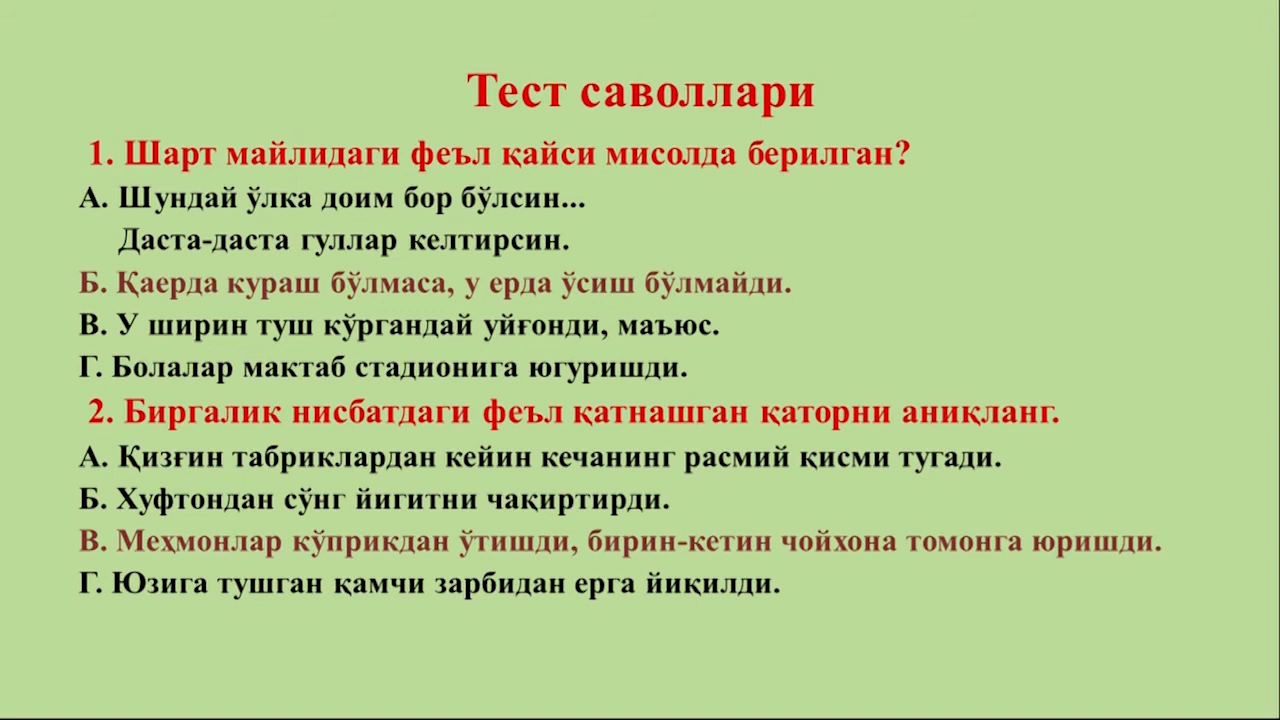 Тест саволлари
1. Шарт майлидаги феъл қайси мисолда берилган?
А. Шундай ўлка доим бор бўлсин...
Даста-даста гуллар келтирсин.
Б. Қаерда кураш бўлмаса, у ерда ўсиш бўлмайди.
В. У ширин туш кўргандай уйғонди, маъюс.
Г. Болалар мактаб стадионига югуришди.
2. Биргалик нисбатдаги феъл қатнашган қаторни аниқланг.
А. Қизғин табриклардан кейин кечанинг расмий қисми тугади.
Б. Хуфтондан сўнг йигитни чақиртирди.
В. Меҳмонлар кўприкдан ўтишди, бирин-кетин чойхона томонга юришди.
Г. Юзига тушган қамчи зарбидан ерга йиқилди.